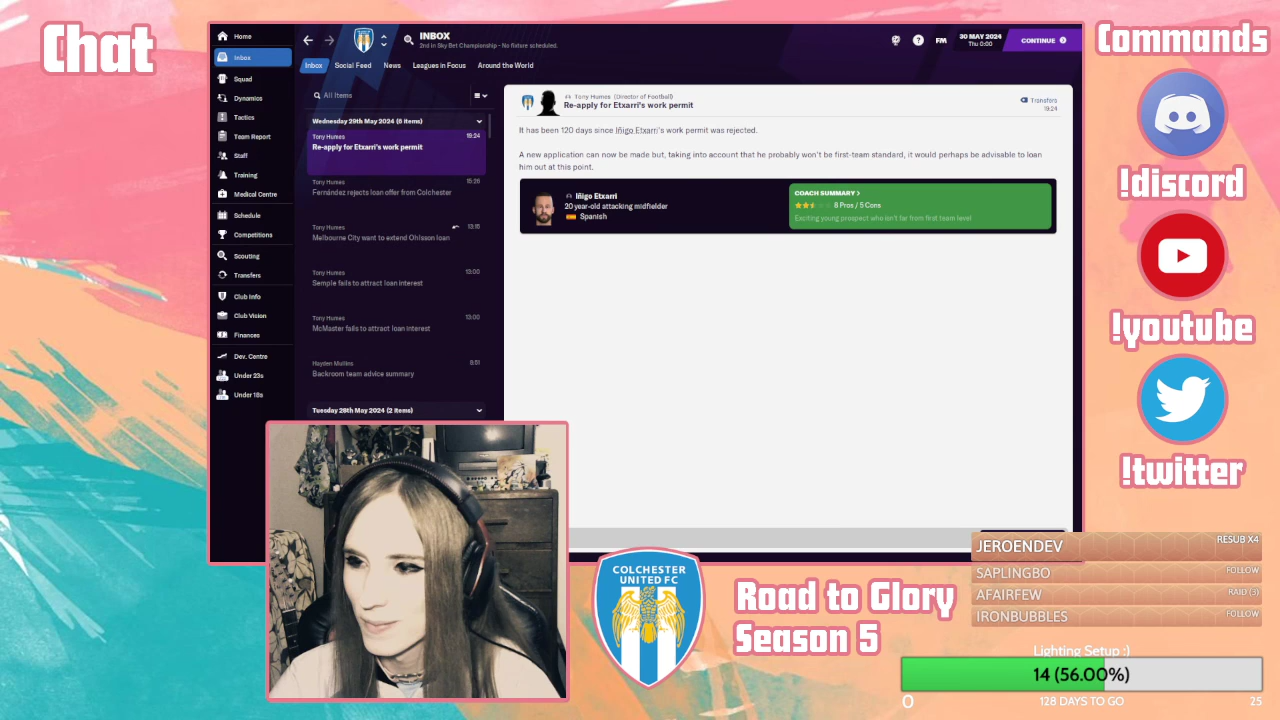 Chat
Home
Inbox
Squad
Dynamics
Tactics
Team Report
Staff
Training
Medical Centre
Schedule
Competitions
Scouting
Transfers
Club Info
Club Vision
Finances
Dev. Centre
Under 23s
Under 18s
INBOX
2nd in Sky Bet Championship - No fixture scheduled.
FM
30 MAY 2024
Thu 0:00
CONTINUE
Inbox Social Feed News Leagues in Focus Around the World
All Items
Wednesday 29th May 2024 (6 Items)
Tony Humes 19:24
Re-apply for Etxarri's work permit
Tony Humes 15:26
Fernández rejects loan offer from Colchester
Tony Humes 13:15
Melbourne City want to extend Ohlsson loan
Tony Humes 13:00
Semple fails to attract loan interest
Tony Humes 13:00
McMaster fails to attract loan interest
Hayden Mullins 8:51
Backroom team advice summary
Tuesday 28th May 2024 (2 Items)
Tony Humes (Director of Football)
Re-apply for Etxarri's work permit
Transfers
19:24
It has been 120 days since Iñigo Etxarri's work permit was rejected.
A new application can now be made but, taking into account that he probably won't be first-team standard, it would perhaps be advisable to loan
him out at this point.
Iñigo Etxarri
20 year-old attacking midfielder
Spanish
COACH SUMMARY >
8 Pros / 5 Cons
Exciting young prospect who isn't far from first team level
Commands
!discord
!youtube
!twitter
JEROENDEV RESUB X4
SAPLINGBO FOLLOW
AFAIRFEW RAID (3)
IRONBUBBLES FOLLOW
COLCHESTER
UNITED FC
Road to Glory
Season 5
Lighting Setup :)
14 (56.00%)
0 128 DAYS TO GO 25